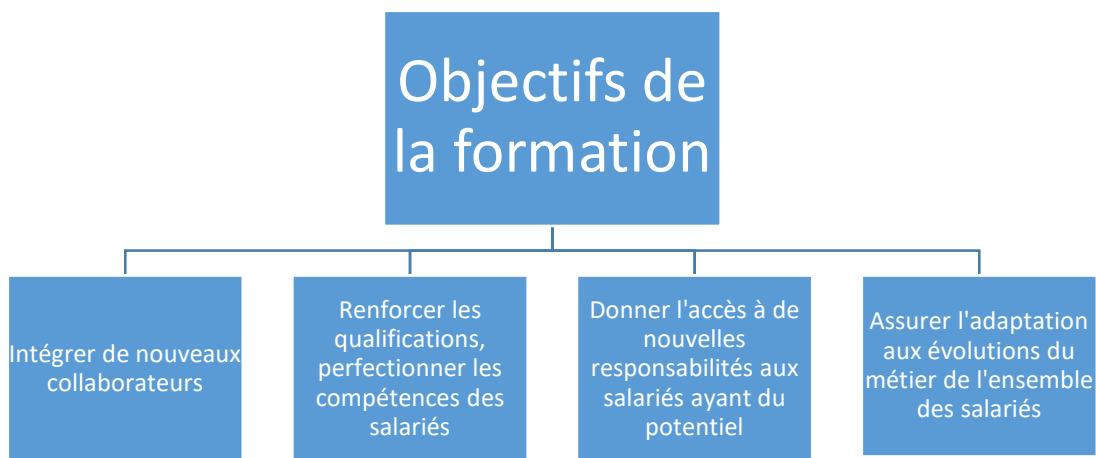 Objectifs de
la formation
Intégrer de nouveaux
collaborateurs
Renforcer les
qualifications,
perfectionner les
compétences des
salariés
Donner l'accès à de
nouvelles
responsabilités aux
salariés ayant du
potentiel
Assurer l'adaptation
aux évolutions du
métier de l'ensemble
des salariés